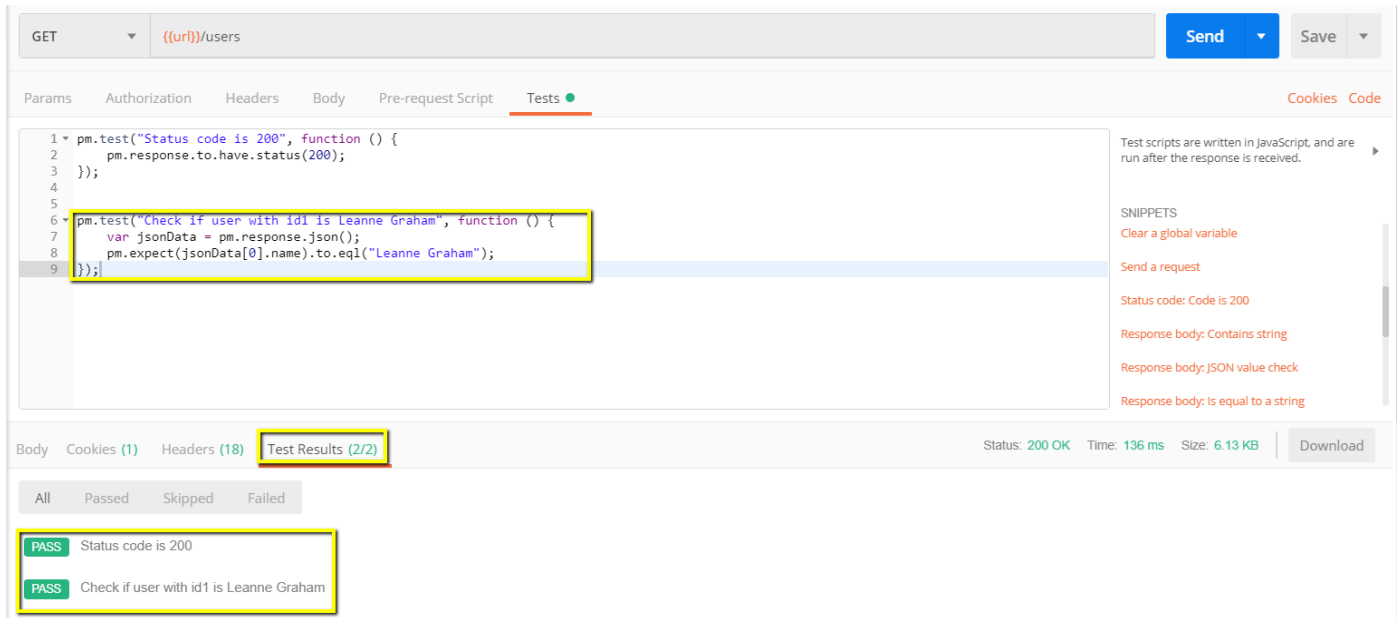 GET {{url}}/users Send Save
Params Authorization Headers Body Pre-request Script Tests Cookies Code
1 pm.test("Status code is 200", function () {
2 pm.response.to.have.status(200);
3 });
4
5
6 pm.test("Check if user with id1 is Leanne Graham", function () {
7 var jsonData = pm.response.json();
8 pm.expect(jsonData[0].name).to.eql("Leanne Graham");
9 });
Test scripts are written in JavaScript, and are
run after the response is received.
SNIPPETS
Clear a global variable
Send a request
Status code: Code is 200
Response body: Contains string
Response body: JSON value check
Response body: Is equal to a string
Body Cookies (1) Headers (18) Test Results (2/2) Status: 200 OK Time: 136 ms Size: 6.13 KB Download
All Passed Skipped Failed
PASS Status code is 200
PASS Check if user with id1 is Leanne Graham